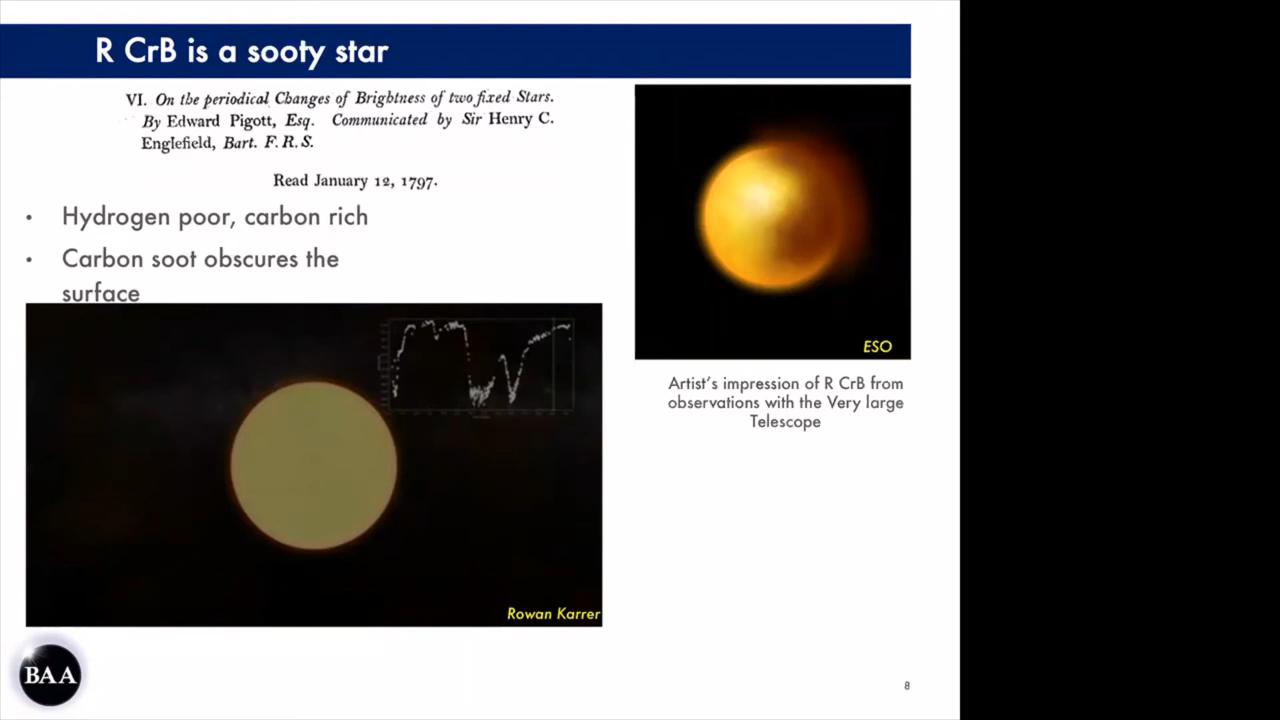 R CrB is a sooty star
VI. On the periodical Changes of Brightness of two fixed Stars.
By Edward Pigott, Esq. Communicated by Sir Henry C.
Englefield, Bart. F. R. S.
Read January 12, 1797.
• Hydrogen poor, carbon rich
• Carbon soot obscures the
surface
Rowan Karrer
ESO
Artist's impression of R CrB from
observations with the Very large
Telescope
BAA
8